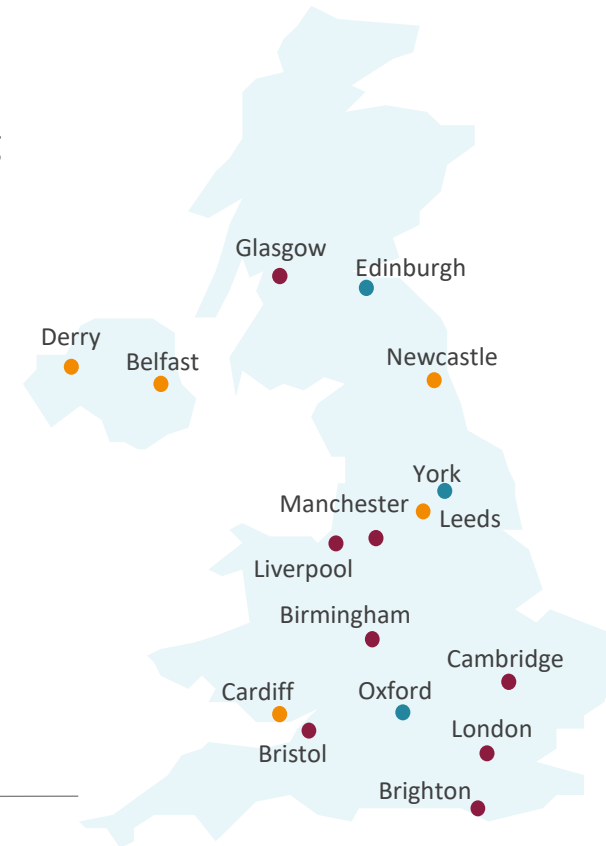 Glasgow
Edinburgh
Derry
Belfast
Newcastle
York
Manchester
Leeds
Liverpool
Birmingham
Cambridge
Cardiff
Oxford
London
Bristol
Brighton